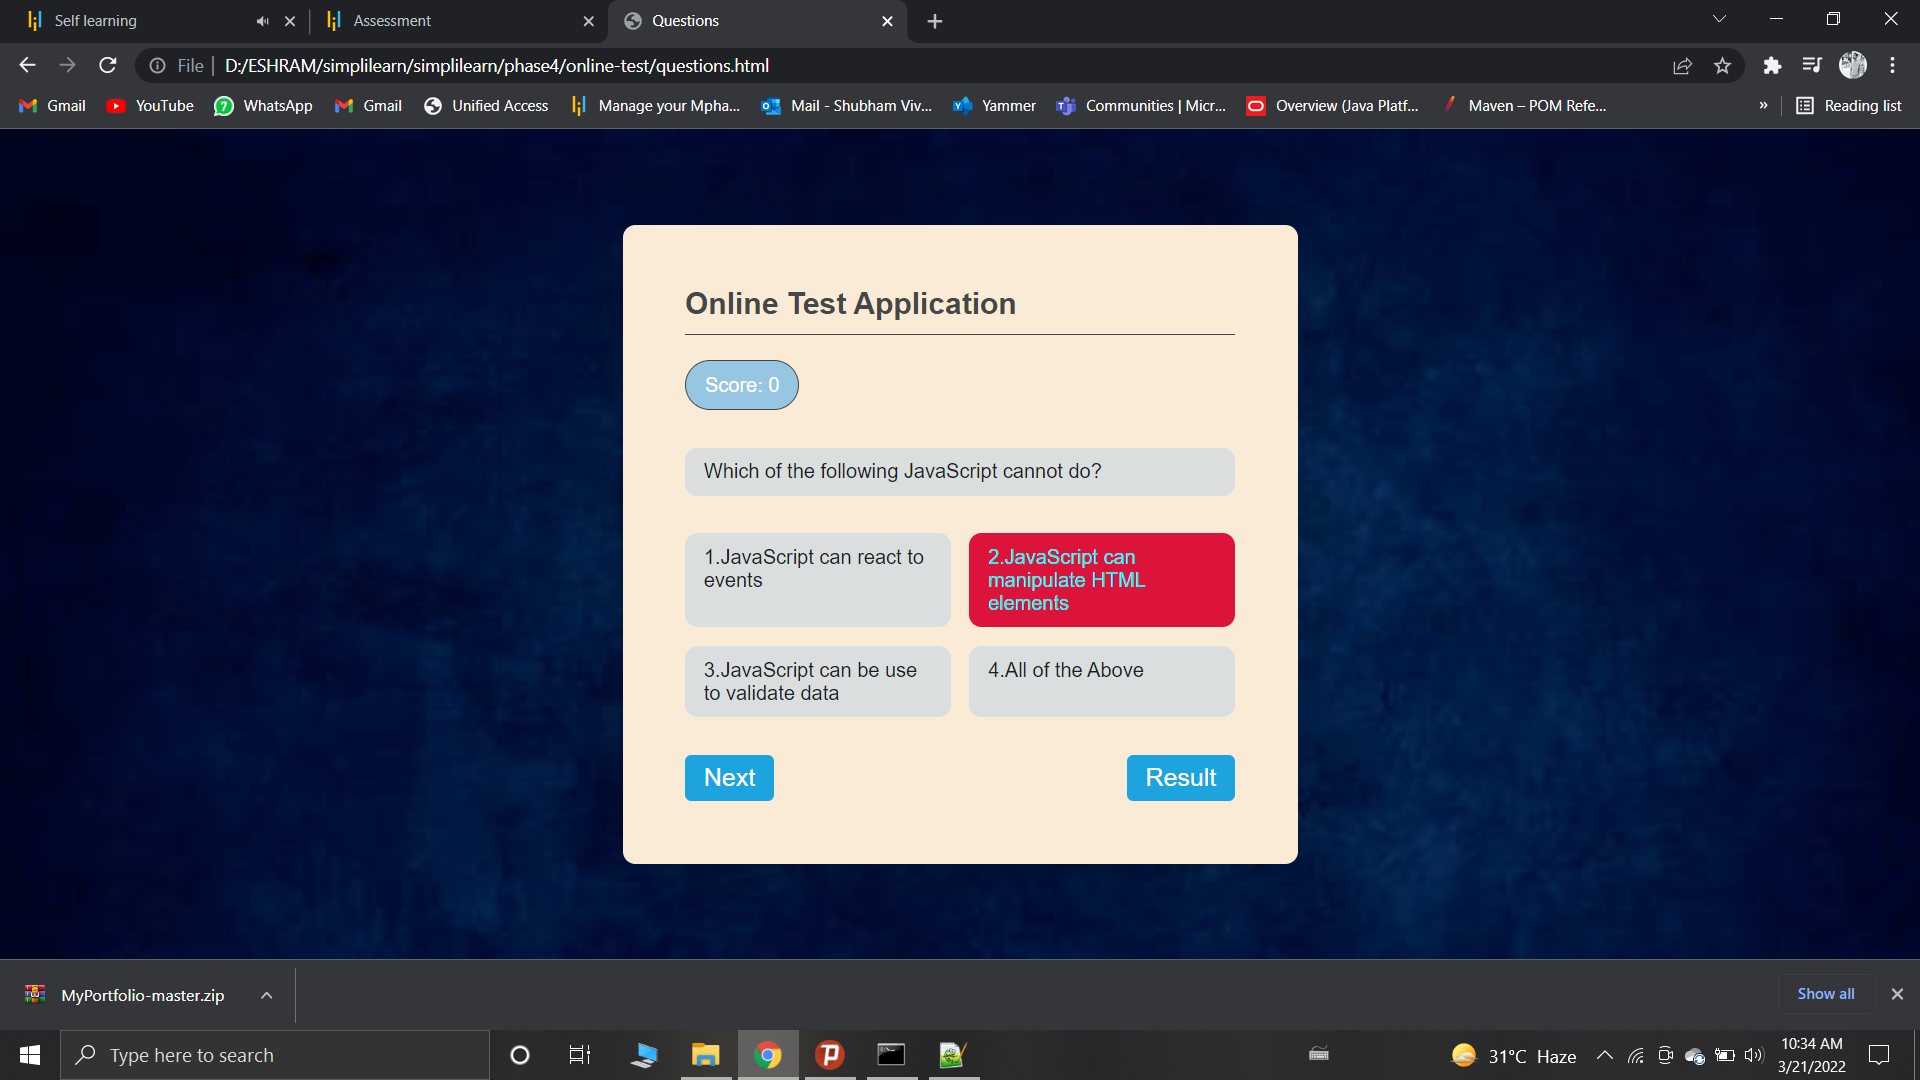 Self learning
Assessment
Questions
File
D:/ESHRAM/simplilearn/simplilearn/phase4/online-test/questions.html
Gmail
YouTube
7
WhatsApp
Gmail
Unified Access
Manage your Mpha...
Mail - Shubham Viv...
Yammer
Communities | Micr...
Overview (Java Platf...
Maven – POM Refe...
»
Reading list
Online Test Application
Score: 0
Which of the following JavaScript cannot do?
1.JavaScript can react to
events
2.JavaScript can
manipulate HTML
elements
3.JavaScript can be use
to validate data
4.All of the Above
Next
Result
MyPortfolio-master.zip
Show all
Type here to search
31°C Haze
10:34 AM
3/21/2022